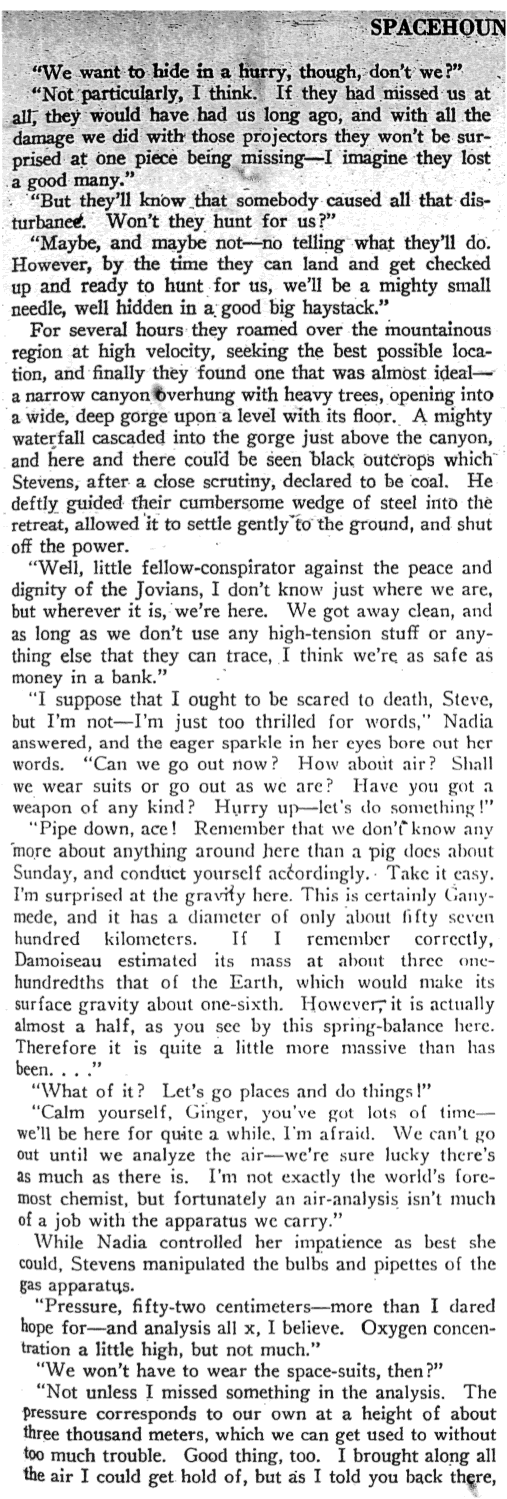 SPACEHOUN
“We want to hide in a hurry, though, don't we?”
“Not particularly, I think. If they had missed us at
all, they would have had us long ago, and with all the
damage we did with those projectors they won't be sur-
prised at one piece being missing—I imagine they lost
a good many.”
“But they'll know that somebody caused all that dis-
turbance. Won't they hunt for us?”
“Maybe, and maybe not—no telling what they'll do.
However, by the time they can land and get checked
up and ready to hunt for us, we'll be a mighty small
needle, well hidden in a good big haystack.”
For several hours they roamed over the mountainous
region at high velocity, seeking the best possible loca-
tion, and finally they found one that was almost ideal—
a narrow canyon overhung with heavy trees, opening into
a wide, deep gorge upon a level with its floor. A mighty
waterfall cascaded into the gorge just above the canyon,
and here and there could be seen black outcrops which
Stevens, after a close scrutiny, declared to be coal. He
deftly guided their cumbersome wedge of steel into the
retreat, allowed it to settle gently to the ground, and shut
off the power.
“Well, little fellow-conspirator against the peace and
dignity of the Jovians, I don't know just where we are,
but wherever it is, we're here. We got away clean, and
as long as we don't use any high-tension stuff or any-
thing else that they can trace, I think we're as safe as
money in a bank.”
“I suppose that I ought to be scared to death, Steve,
but I'm not—I'm just too thrilled for words,” Nadia
answered, and the eager sparkle in her eyes bore out her
words. “Can we go out now? How about air? Shall
we wear suits or go out as we are? Have you got a
weapon of any kind? Hurry up—let's do something!”
“Pipe down, ace! Remember that we don't know any
more about anything around here than a pig does about
Sunday, and conduct yourself accordingly. Take it easy.
I'm surprised at the gravity here. This is certainly Gany-
mede, and it has a diameter of only about fifty seven
hundred kilometers. If I remember correctly,
Damoiseau estimated its mass at about three one-
hundredths that of the Earth, which would make its
surface gravity about one-sixth. However, it is actually
almost a half, as you see by this spring-balance here.
Therefore it is quite a little more massive than has
been. . . .”
“What of it? Let's go places and do things!”
“Calm yourself, Ginger, you've got lots of time—
we'll be here for quite a while, I'm afraid. We can't go
out until we analyze the air—we're sure lucky there's
as much as there is. I'm not exactly the world's fore-
most chemist, but fortunately an air-analysis isn't much
of a job with the apparatus we carry.”
While Nadia controlled her impatience as best she
could, Stevens manipulated the bulbs and pipettes of the
gas apparatus.
“Pressure, fifty-two centimeters—more than I dared
hope for—and analysis all x, I believe. Oxygen concen-
tration a little high, but not much.”
“We won't have to wear the space-suits, then?”
“Not unless I missed something in the analysis. The
pressure corresponds to our own at a height of about
three thousand meters, which we can get used to without
too much trouble. Good thing, too. I brought along all
the air I could get hold of, but as I told you back there,